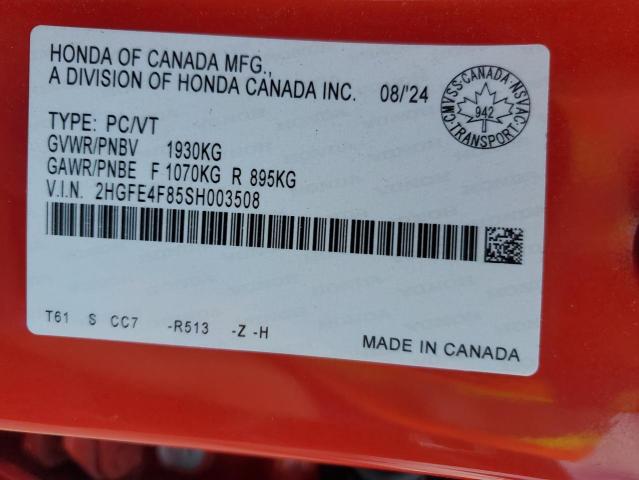 HONDA OF CANADA MFG.,
A DIVISION OF HONDA CANADA INC. 08/'24
CMVSS·CANADA·NSVAC
942
TRANSPORT
TYPE: PC/VT
GVWR/PNBV 1930KG
GAWR/PNBE F 1070KG R 895KG
V.I.N. 2HGFE4F85SH003508
T61 S CC7 -R513 -Z -H
MADE IN CANADA